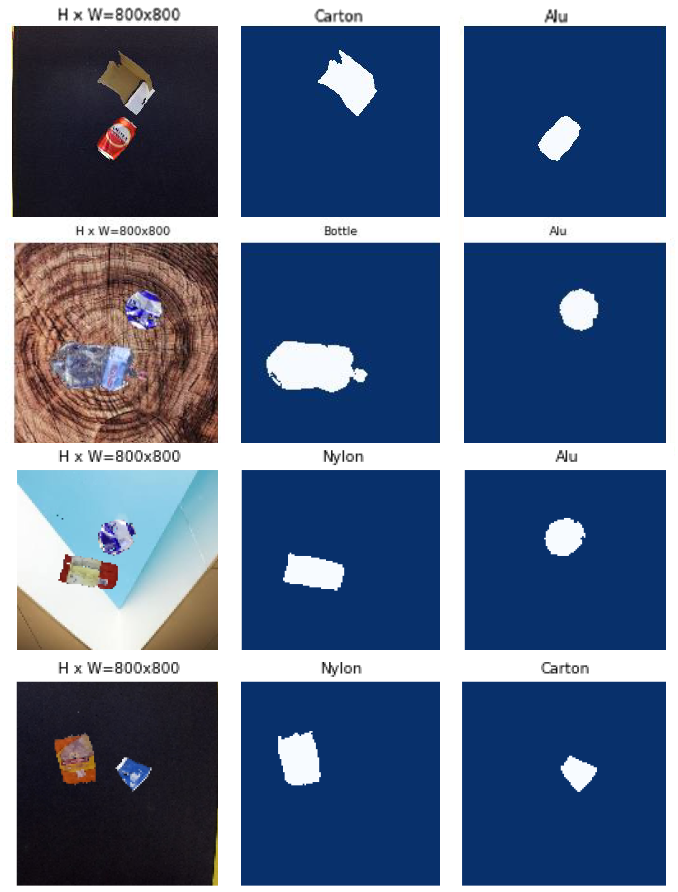 H x W=800x800 Carton Alu
H x W=800x800 Bottle Alu
H x W=800x800 Nylon Alu
H x W=800x800 Nylon Carton